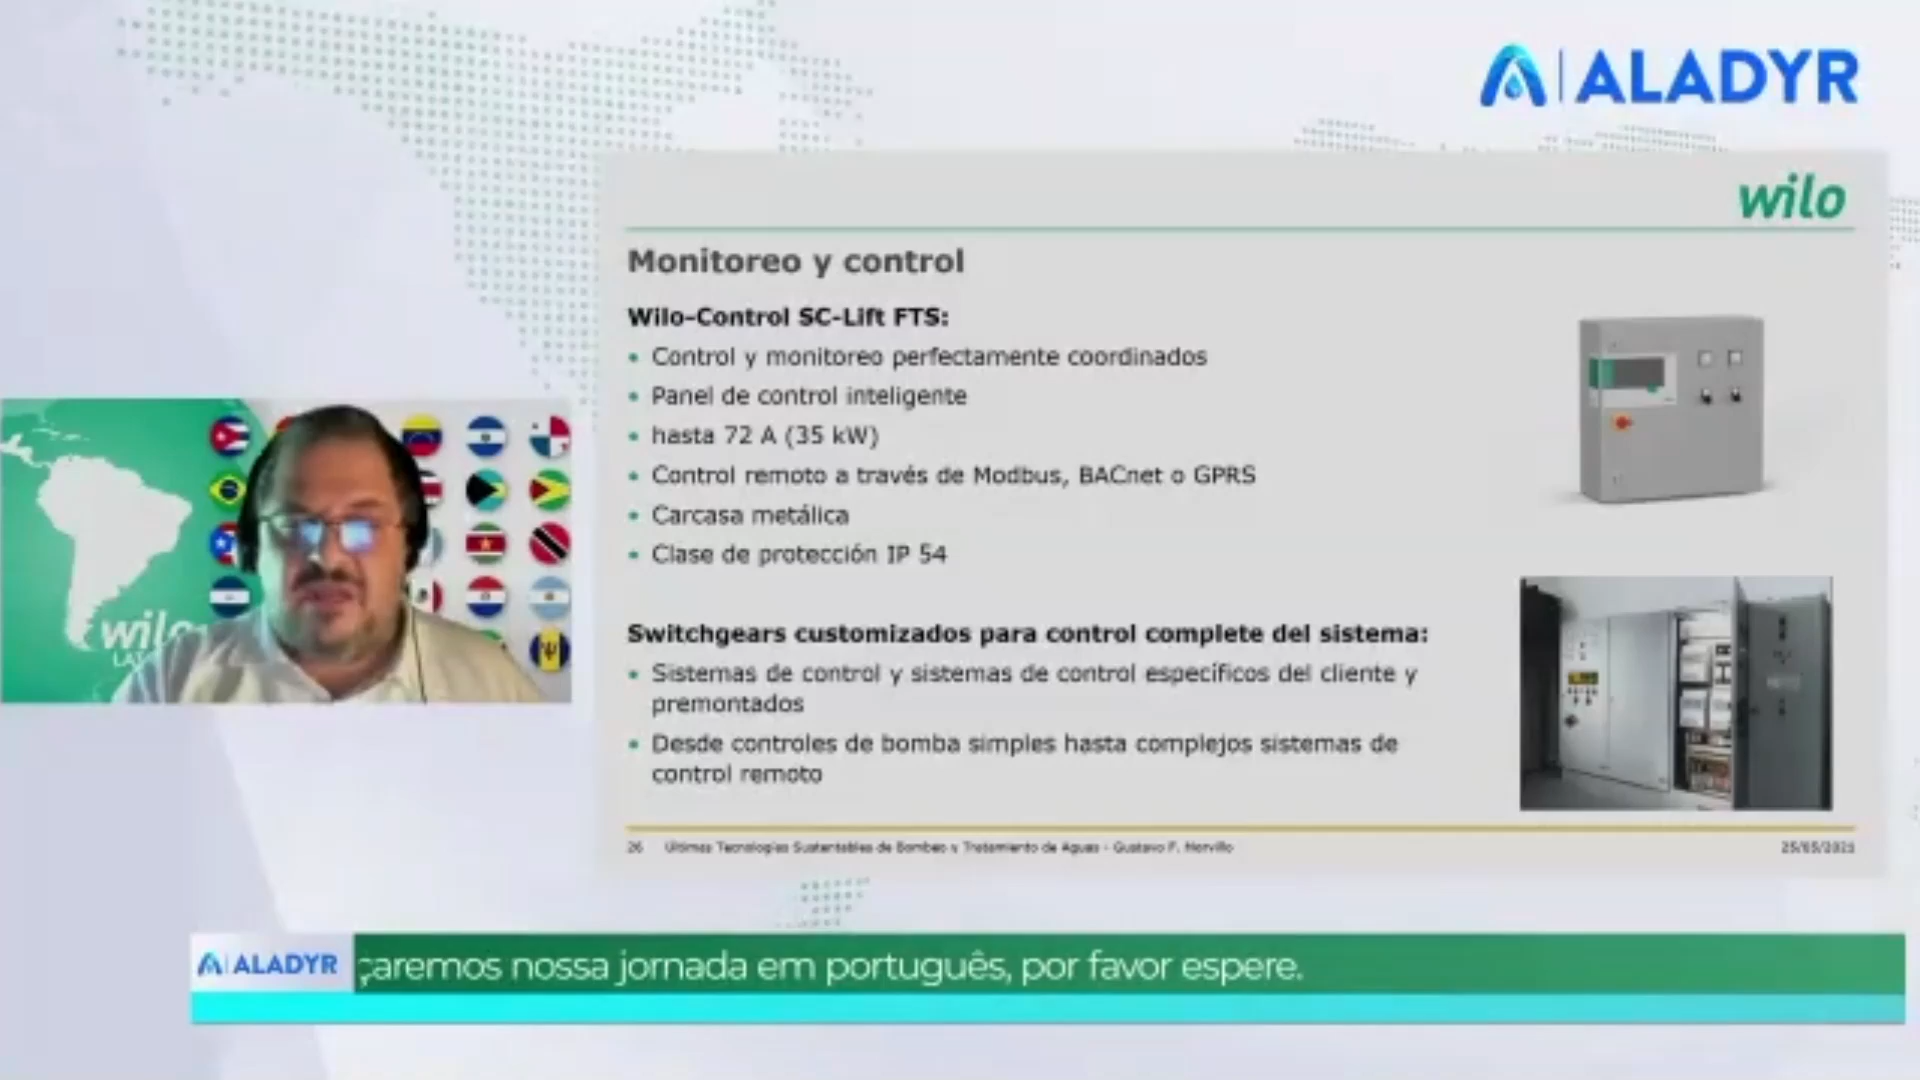 ALADYR
wilo
Monitoreo y control
Wilo-Control SC-Lift FTS:
• Control y monitoreo perfectamente coordinados
• Panel de control inteligente
• hasta 72 A (35 kW)
• Control remoto a través de Modbus, BACnet o GPRS
• Carcasa metálica
• Clase de protección IP 54
Switchgears customizados para control complete del sistema:
• Sistemas de control y sistemas de control específicos del cliente y
premontados
• Desde controles de bomba simples hasta complejos sistemas de
control remoto
26 Últimas Tecnologías Sustentables de Bombeo y Tratamiento de Aguas - Gustavo F.
wilo
ALADYR
çaremos nossa jornada em português, por favor espere.